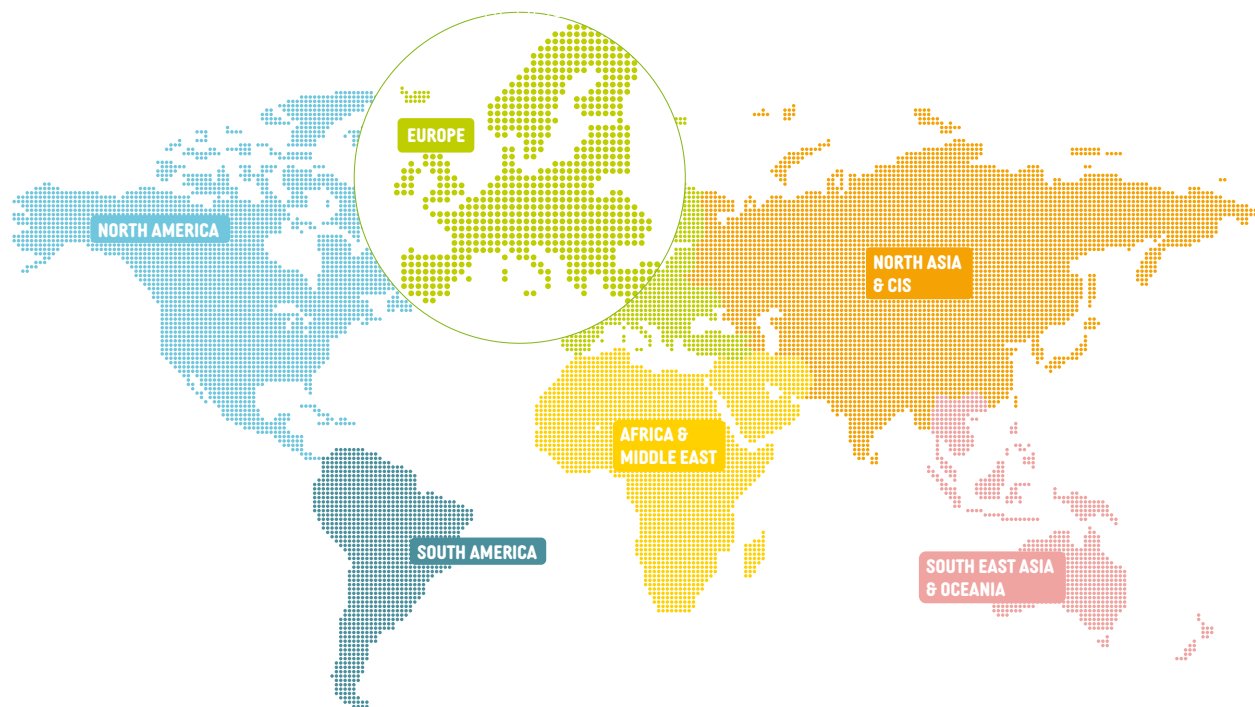 EUROPE
NORTH AMERICA
NORTH ASIA
& CIS
AFRICA &
MIDDLE EAST
SOUTH AMERICA
SOUTH EAST ASIA
& OCEANIA